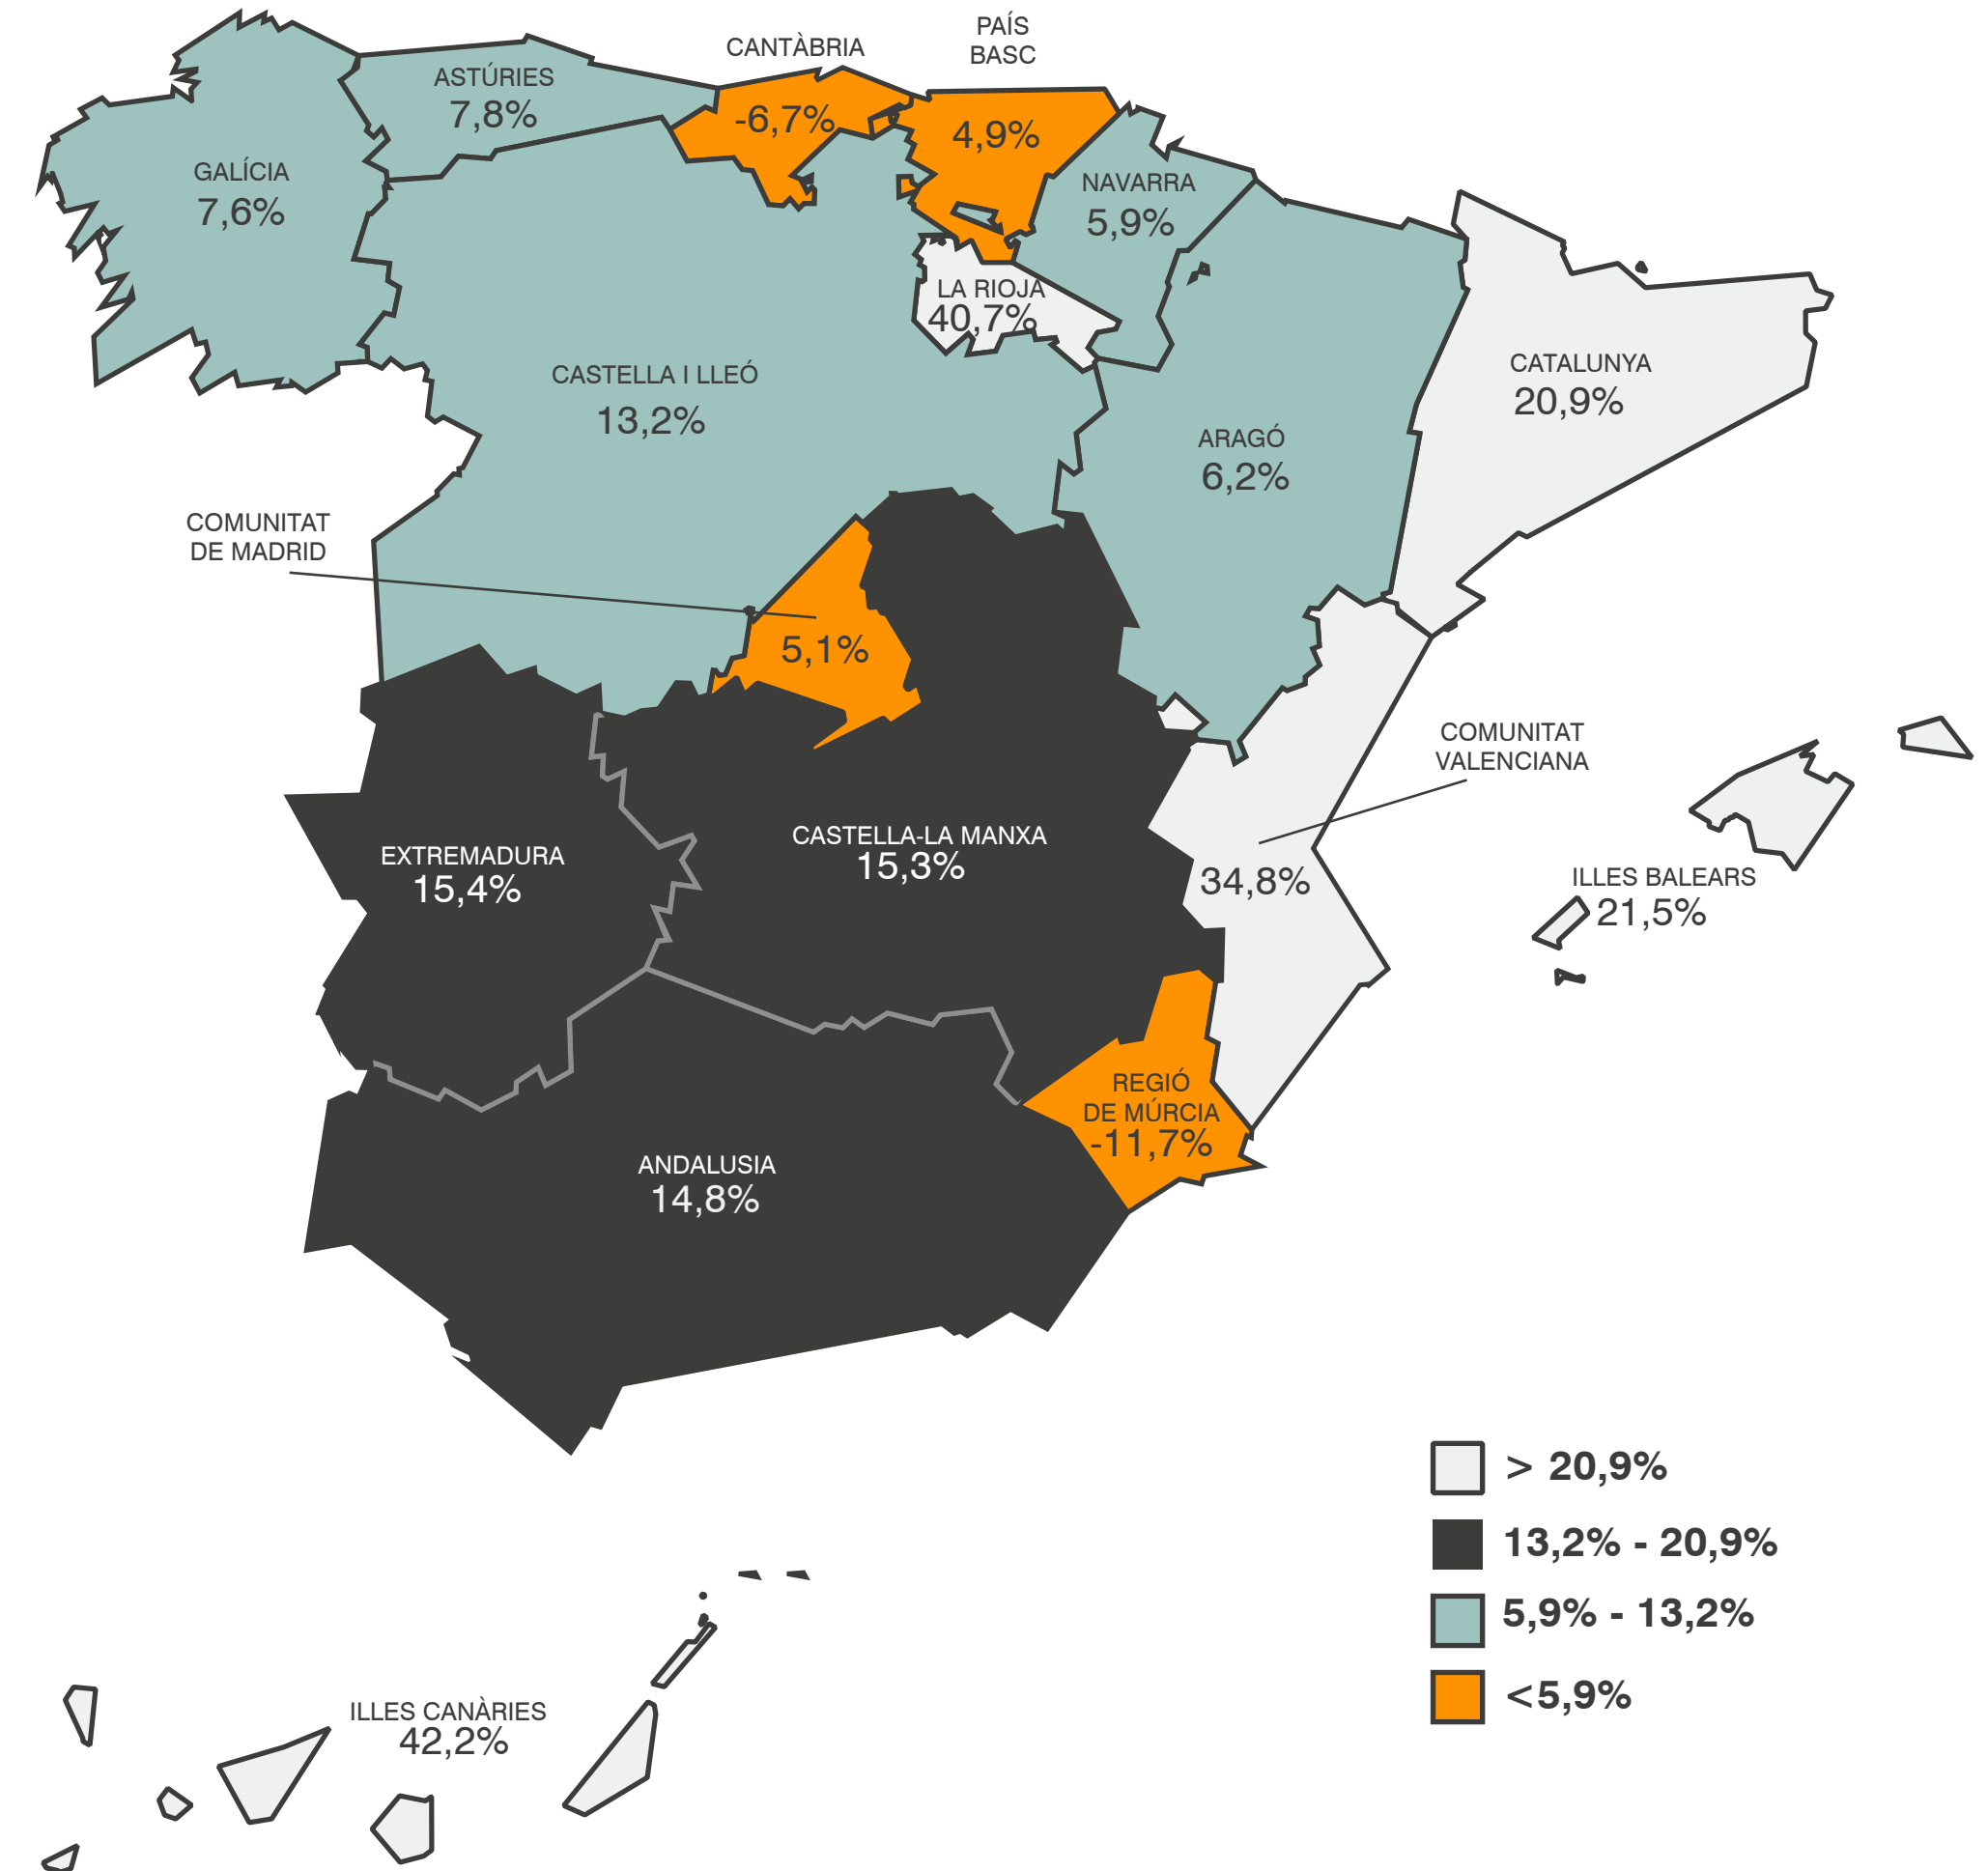 PAÍS
BASC
CANTÀBRIA
ASTÚRIES
7,8%
-6,7%
4,9%
GALÍCIA
7,6%
NAVARRA
5,9%
LA RIOJA
40,7%
CATALUNYA
20,9%
CASTELLA I LLEÓ
13,2%
ARAGÓ
6,2%
COMUNITAT
DE MADRID
5,1%
COMUNITAT
VALENCIANA
34,8%
EXTREMADURA
15,4%
CASTELLA-LA MANXA
15,3%
ILLES BALEARS
21,5%
REGIÓ
DE MÚRCIA
-11,7%
ANDALUSIA
14,8%
> 20,9%
13,2% - 20,9%
5,9% - 13,2%
<5,9%
ILLES CANÀRIES
42,2%